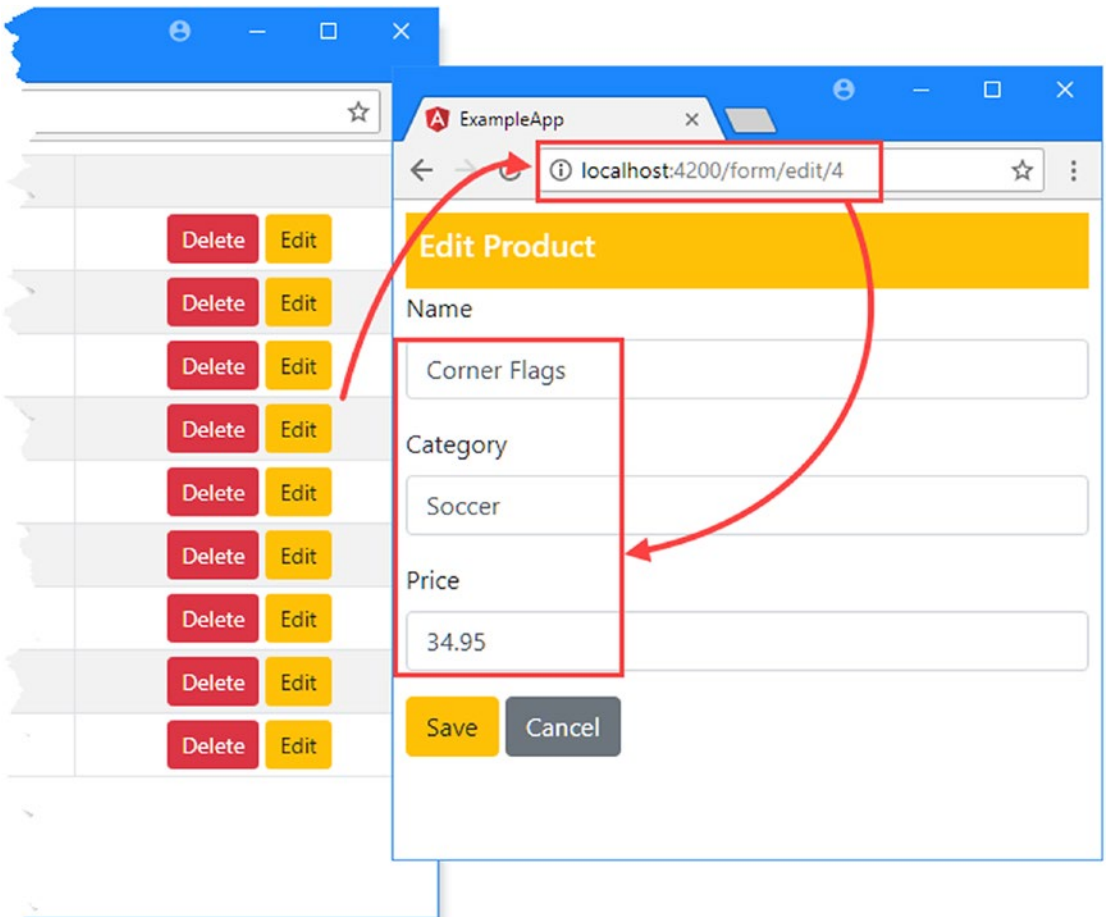 Delete Edit
Delete Edit
Delete Edit
Delete Edit
Delete Edit
Delete Edit
Delete Edit
Delete Edit
Delete Edit
ExampleApp
localhost:4200/form/edit/4
Edit Product
Name
Corner Flags
Category
Soccer
Price
34.95
Save Cancel